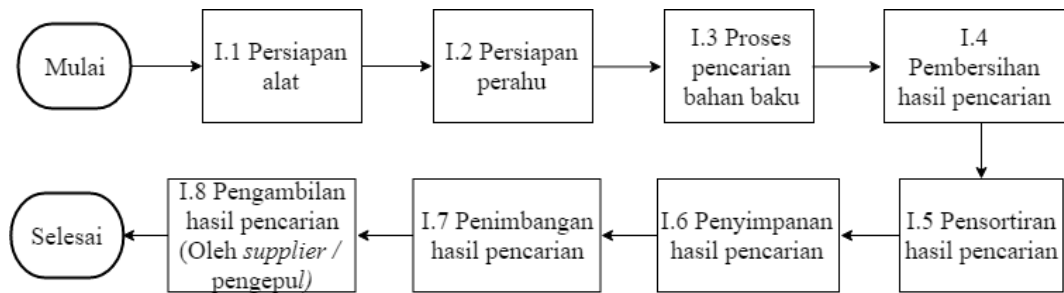 Mulai
I.1 Persiapan
alat
I.2 Persiapan
perahu
I.3 Proses
pencarian
bahan baku
I.4
Pembersihan
hasil pencarian
I.5 Pensortiran
hasil pencarian
I.6 Penyimpanan
hasil pencarian
I.7 Penimbangan
hasil pencarian
I.8 Pengambilan
hasil pencarian
(Oleh supplier /
pengepul)
Selesai